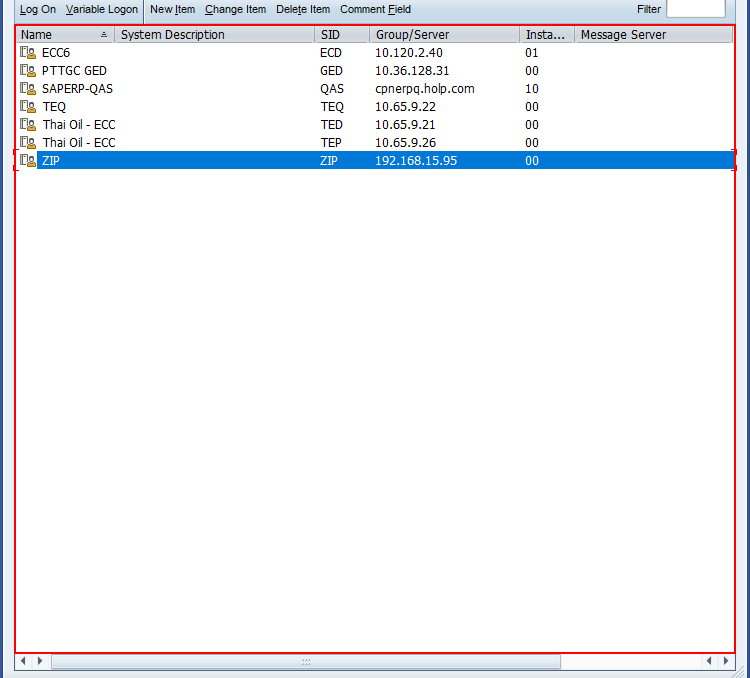 Log On Variable Logon New Item Change Item Delete Item Comment Field Filter
Name System Description SID Group/Server Insta... Message Server
ECC6 ECD 10.120.2.40 01
PTTGC GED GED 10.36.128.31 00
SAPERP-QAS QAS cpnerpq.holp.com 10
TEQ TEQ 10.65.9.22 00
Thai Oil - ECC TED 10.65.9.21 00
Thai Oil - ECC TEP 10.65.9.26 00
ZIP ZIP 192.168.15.95 00